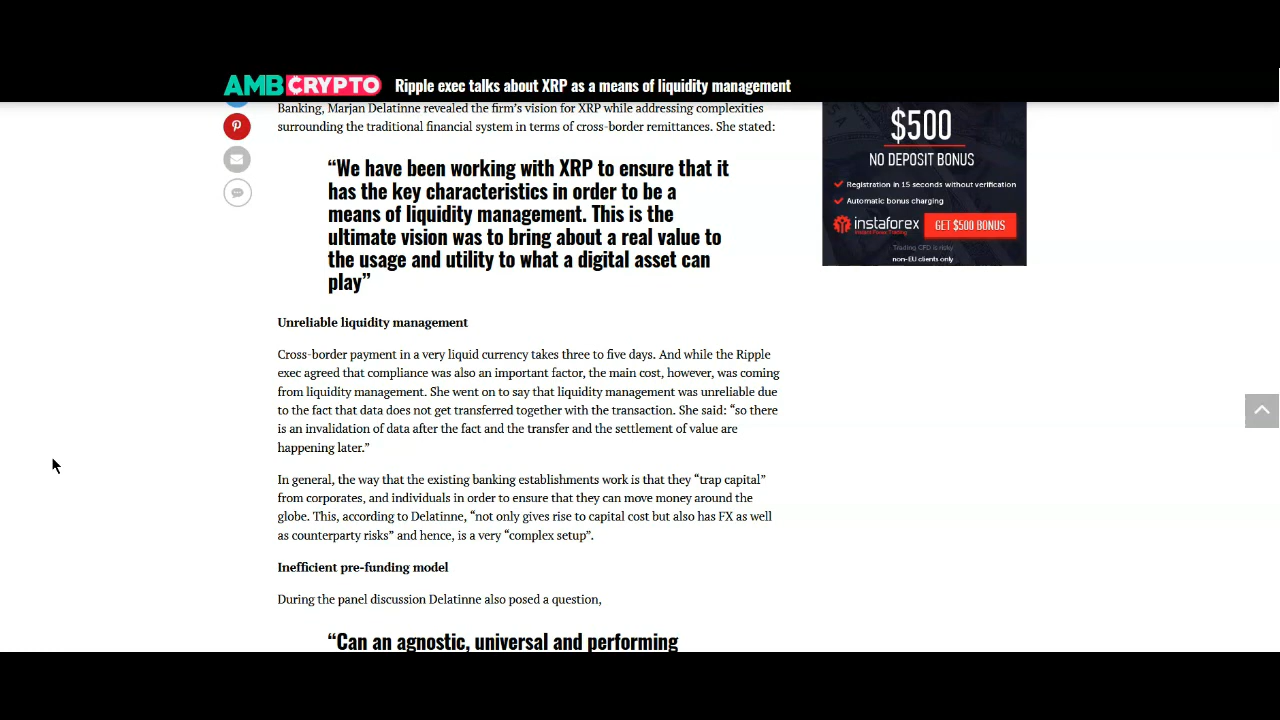 AMBCRYPTO
Ripple exec talks about XRP as a means of liquidity management
Banking, Marjan Delatinne revealed the firm's vision for XRP while addressing complexities
surrounding the traditional financial system in terms of cross-border remittances. She stated:
“We have been working with XRP to ensure that it
has the key characteristics in order to be a
means of liquidity management. This is the
ultimate vision was to bring about a real value to
the usage and utility to what a digital asset can
play”
Unreliable liquidity management
Cross-border payment in a very liquid currency takes three to five days. And while the Ripple
exec agreed that compliance was also an important factor, the main cost, however, was coming
from liquidity management. She went on to say that liquidity management was unreliable due
to the fact that data does not get transferred together with the transaction. She said: “so there
is an invalidation of data after the fact and the transfer and the settlement of value are
happening later.”
In general, the way that the existing banking establishments work is that they “trap capital”
from corporates, and individuals in order to ensure that they can move money around the
globe. This, according to Delatinne, “not only gives rise to capital cost but also has FX as well
as counterparty risks” and hence, is a very “complex setup”.
Inefficient pre-funding model
During the panel discussion Delatinne also posed a question,
“Can an agnostic, universal and performing
$500
NO DEPOSIT BONUS
Registration in 15 seconds without verification
Automatic bonus charging
instaforex
Instant Forex Trading
GET $500 BONUS
Trading CFD is risky
non-EU clients only